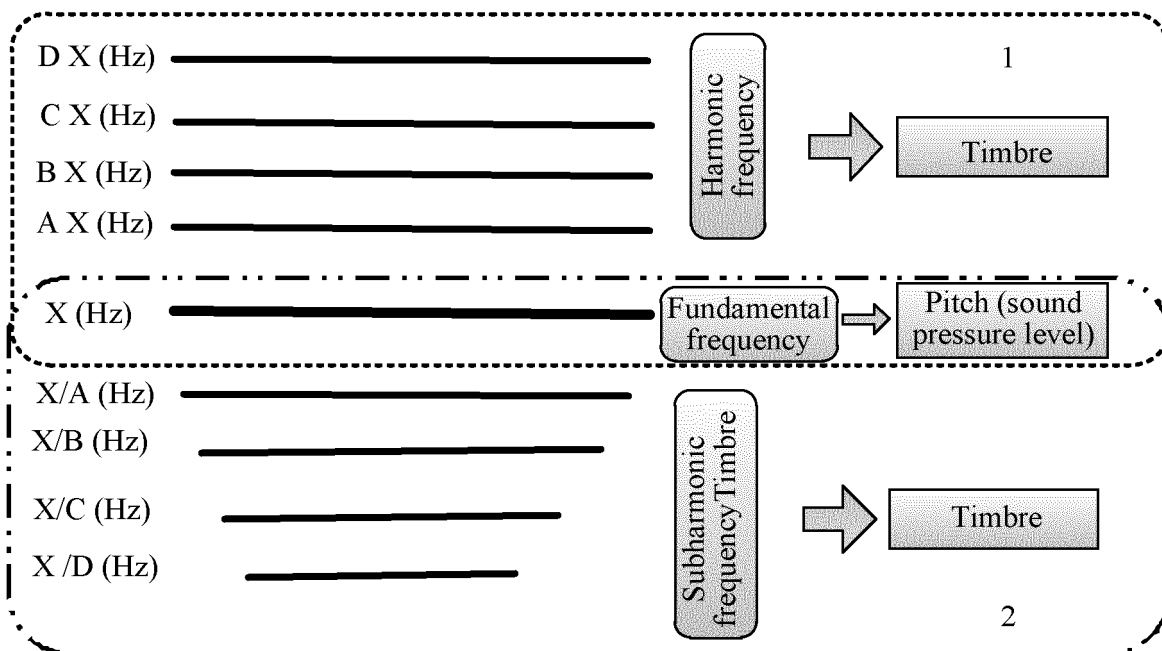 D X (Hz)
C X (Hz)
B X (Hz)
A X (Hz)
Harmonic
frequency
1
Timbre
X (Hz)
Fundamental
frequency
Pitch (sound
pressure level)
X/A (Hz)
X/B (Hz)
X/C (Hz)
X /D (Hz)
Subharmonic
frequencyTimbre
Timbre
2